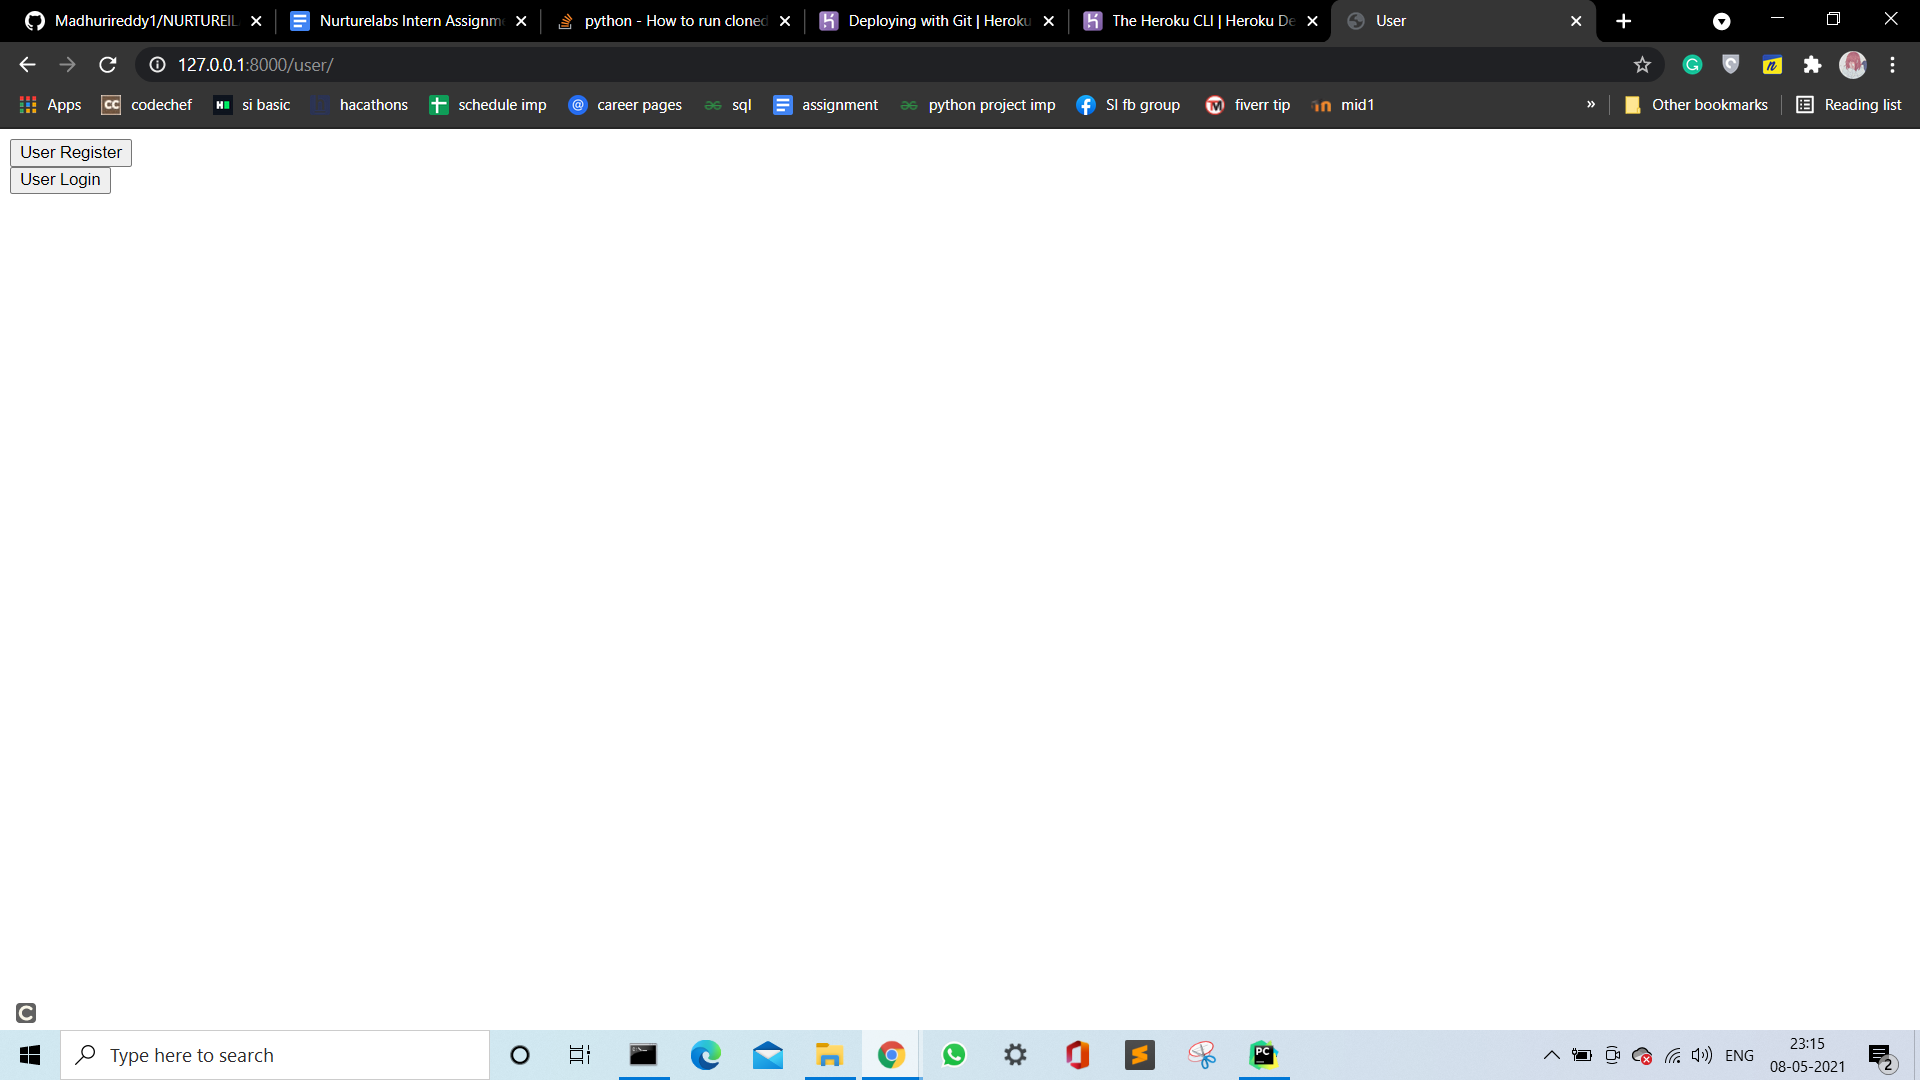 Madhurireddy1/NURTUREIL
Nurturelabs Intern Assignm
python - How to run cloned
Deploying with Git | Heroku
The Heroku CLI | Heroku De
User
127.0.0.1:8000/user/
Apps
codechef
si basic
hacathons
schedule imp
career pages
sql
assignment
python project imp
SI fb group
fiverr tip
mid1
»
Other bookmarks
Reading list
User Register
User Login
Type here to search
ENG
23:15
08-05-2021
2